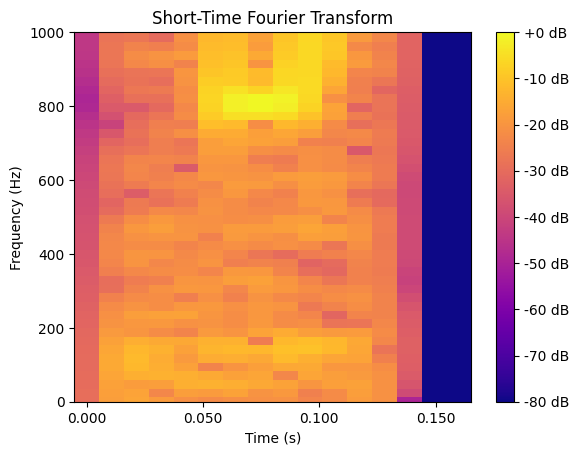 Short-Time Fourier Transform
Frequency (Hz)
1000
800
600
400
200
0
0.000
0.050
0.100
0.150
Time (s)
+0 dB
-10 dB
-20 dB
-30 dB
-40 dB
-50 dB
-60 dB
-70 dB
-80 dB